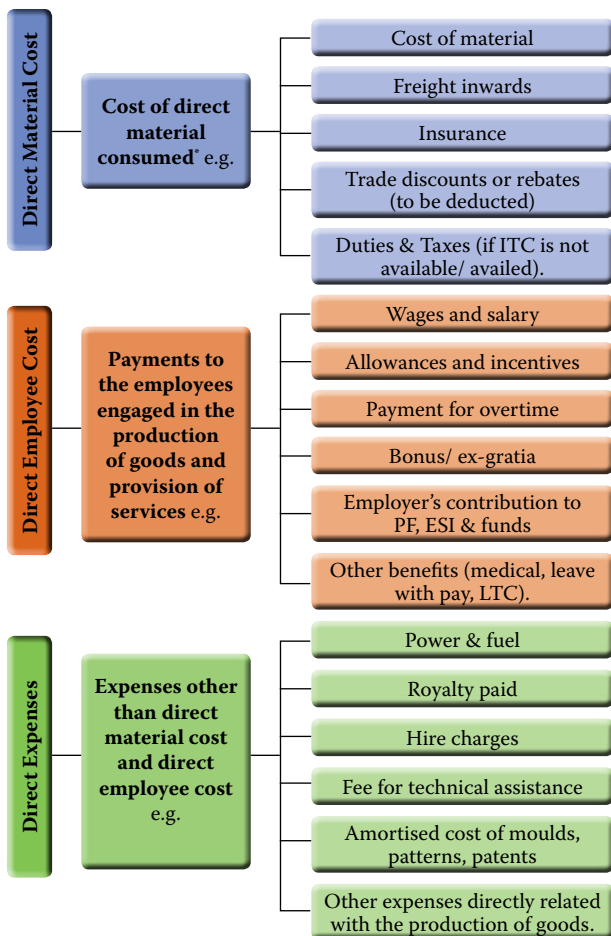 Direct Material Cost
Cost of direct
material
consumed* e.g.
Cost of material
Freight inwards
Insurance
Trade discounts or rebates
(to be deducted)
Duties & Taxes (if ITC is not
available/ availed).
Direct Employee Cost
Payments to
the employees
engaged in the
production
of goods and
provision of
services e.g.
Wages and salary
Allowances and incentives
Payment for overtime
Bonus/ ex-gratia
Employer's contribution to
PF, ESI & funds
Other benefits (medical, leave
with pay, LTC).
Direct Expenses
Expenses other
than direct
material cost
and direct
employee cost
e.g.
Power & fuel
Royalty paid
Hire charges
Fee for technical assistance
Amortised cost of moulds,
patterns, patents
Other expenses directly related
with the production of goods.